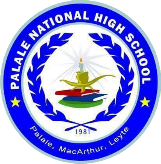 PALALE NATIONAL HIGH SCHOOL
1981
Palale, MacArthur, Leyte